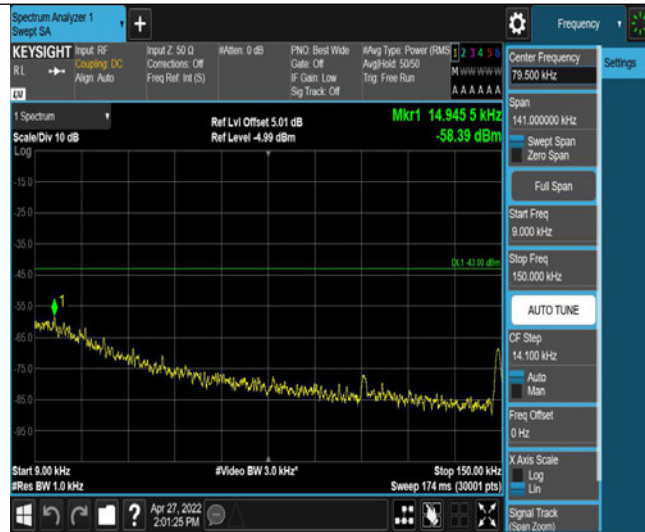 Spectrum Analyzer 1
Swept SA
Frequency
KEYSIGHT
Input: RF
Coupling: DC
Align: Auto
RL
LXI
Input Z: 50 Ω
Corrections: Off
Freq Ref: Int (S)
#Atten: 0 dB
PNO: Best Wide
Gate: Off
IF Gain: Low
Sig Track: Off
#Avg Type: Power (RMS
Avg|Hold: 50/50
Trig: Free Run
1 2 3 4 5 6
M W W W W W
A A A A A A
Center Frequency
79.500 kHz
Settings
Span
141.000000 kHz
Swept Span
Zero Span
Full Span
Start Freq
9.000 kHz
Stop Freq
150.000 kHz
AUTO TUNE
CF Step
14.100 kHz
Auto
Man
Freq Offset
0 Hz
X Axis Scale
Log
Lin
Signal Track
(Span Zoom)
1 Spectrum
Scale/Div 10 dB
Log
Ref Lvl Offset 5.01 dB
Ref Level -4.99 dBm
Mkr1 14.945 5 kHz
-58.39 dBm
-15.0
-25.0
-35.0
-45.0
DL1 -43.00 dBm
1
-55.0
-65.0
-75.0
-85.0
-95.0
Start 9.00 kHz
#Video BW 3.0 kHz*
Stop 150.00 kHz
#Res BW 1.0 kHz
Sweep 174 ms (30001 pts)
?
Apr 27, 2022
2:01:25 PM